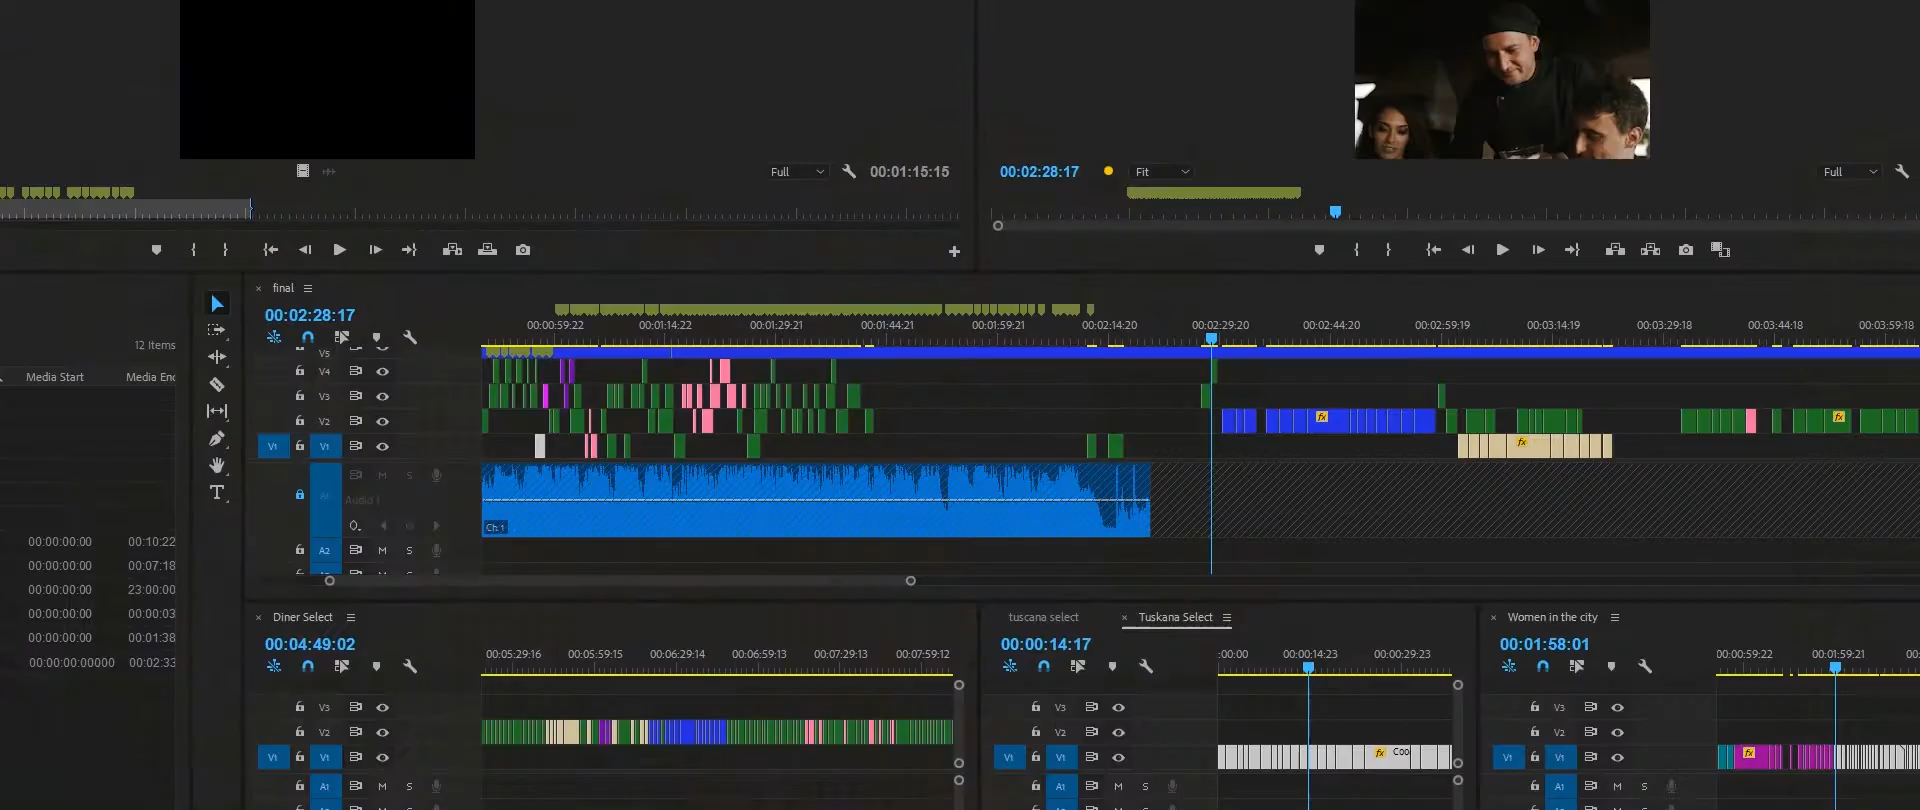 Full 00:01:15:15 00:02:28:17 Fit Full
× final
00:02:28:17
00:00:59:22 00:01:14:22 00:01:29:21 00:01:44:21 00:01:59:21 00:02:14:20 00:02:29:20 00:02:44:20 00:02:59:19 00:03:14:19 00:03:29:18 00:03:44:18 00:03:59:18
12 Items
V5
Media Start Media End
V4
V3
V2 fx fx
V1 V1 fx
M S
A1
Audio 1
Ch. 1
00:00:00:00 00:10:22
A2 M S
00:00:00:00 00:07:18
00:00:00:00 23:00:00
00:00:00:00 00:00:03
00:00:00:00 00:01:38
00:00:00:00000 00:02:33
× Diner Select
00:04:49:02
00:05:29:16 00:05:59:15 00:06:29:14 00:06:59:13 00:07:29:13 00:07:59:12
V3
V2
V1 V1
A1 M S
tuscana select × Tuskana Select
00:00:14:17
:00:00 00:00:14:23 00:00:29:23
V3
V2
V1 V1 fx Coo
A1 M S
× Women in the city
00:01:58:01
00:00:59:22 00:01:59:21 00:
V3
V2
V1 V1 fx
A1 M S